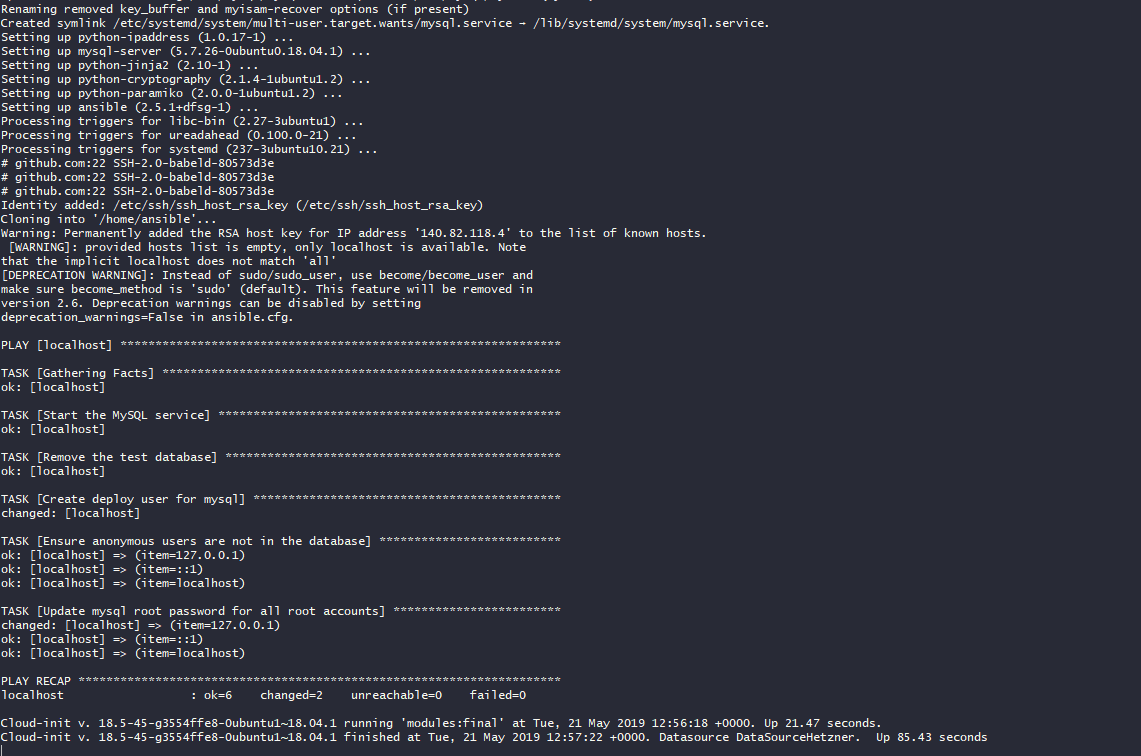 Renaming removed key_buffer and myisam-recover options (if present)
Created symlink /etc/systemd/system/multi-user.target.wants/mysql.service → /lib/systemd/system/mysql.service.
Setting up python-ipaddress (1.0.17-1) ...
Setting up mysql-server (5.7.26-0ubuntu0.18.04.1) ...
Setting up python-jinja2 (2.10-1) ...
Setting up python-cryptography (2.1.4-1ubuntu1.2) ...
Setting up python-paramiko (2.0.0-1ubuntu1.2) ...
Setting up ansible (2.5.1+dfsg-1) ...
Processing triggers for libc-bin (2.27-3ubuntu1) ...
Processing triggers for ureadahead (0.100.0-21) ...
Processing triggers for systemd (237-3ubuntu10.21) ...
# github.com:22 SSH-2.0-babeld-80573d3e
# github.com:22 SSH-2.0-babeld-80573d3e
# github.com:22 SSH-2.0-babeld-80573d3e
Identity added: /etc/ssh/ssh_host_rsa_key (/etc/ssh/ssh_host_rsa_key)
Cloning into '/home/ansible'...
Warning: Permanently added the RSA host key for IP address '140.82.118.4' to the list of known hosts.
 [WARNING]: provided hosts list is empty, only localhost is available. Note
that the implicit localhost does not match 'all'
[DEPRECATION WARNING]: Instead of sudo/sudo_user, use become/become_user and
make sure become_method is 'sudo' (default). This feature will be removed in
version 2.6. Deprecation warnings can be disabled by setting
deprecation_warnings=False in ansible.cfg.
PLAY [localhost] ***************************************************************
TASK [Gathering Facts] *********************************************************
ok: [localhost]
TASK [Start the MySQL service] *************************************************
ok: [localhost]
TASK [Remove the test database] ************************************************
ok: [localhost]
TASK [Create deploy user for mysql] ********************************************
changed: [localhost]
TASK [Ensure anonymous users are not in the database] **************************
ok: [localhost] => (item=127.0.0.1)
ok: [localhost] => (item=::1)
ok: [localhost] => (item=localhost)
TASK [Update mysql root password for all root accounts] ************************
changed: [localhost] => (item=127.0.0.1)
ok: [localhost] => (item=::1)
ok: [localhost] => (item=localhost)
PLAY RECAP *********************************************************************
localhost                  : ok=6    changed=2    unreachable=0    failed=0
Cloud-init v. 18.5-45-g3554ffe8-0ubuntu1~18.04.1 running 'modules:final' at Tue, 21 May 2019 12:56:18 +0000. Up 21.47 seconds.
Cloud-init v. 18.5-45-g3554ffe8-0ubuntu1~18.04.1 finished at Tue, 21 May 2019 12:57:22 +0000. Datasource DataSourceHetzner.  Up 85.43 seconds